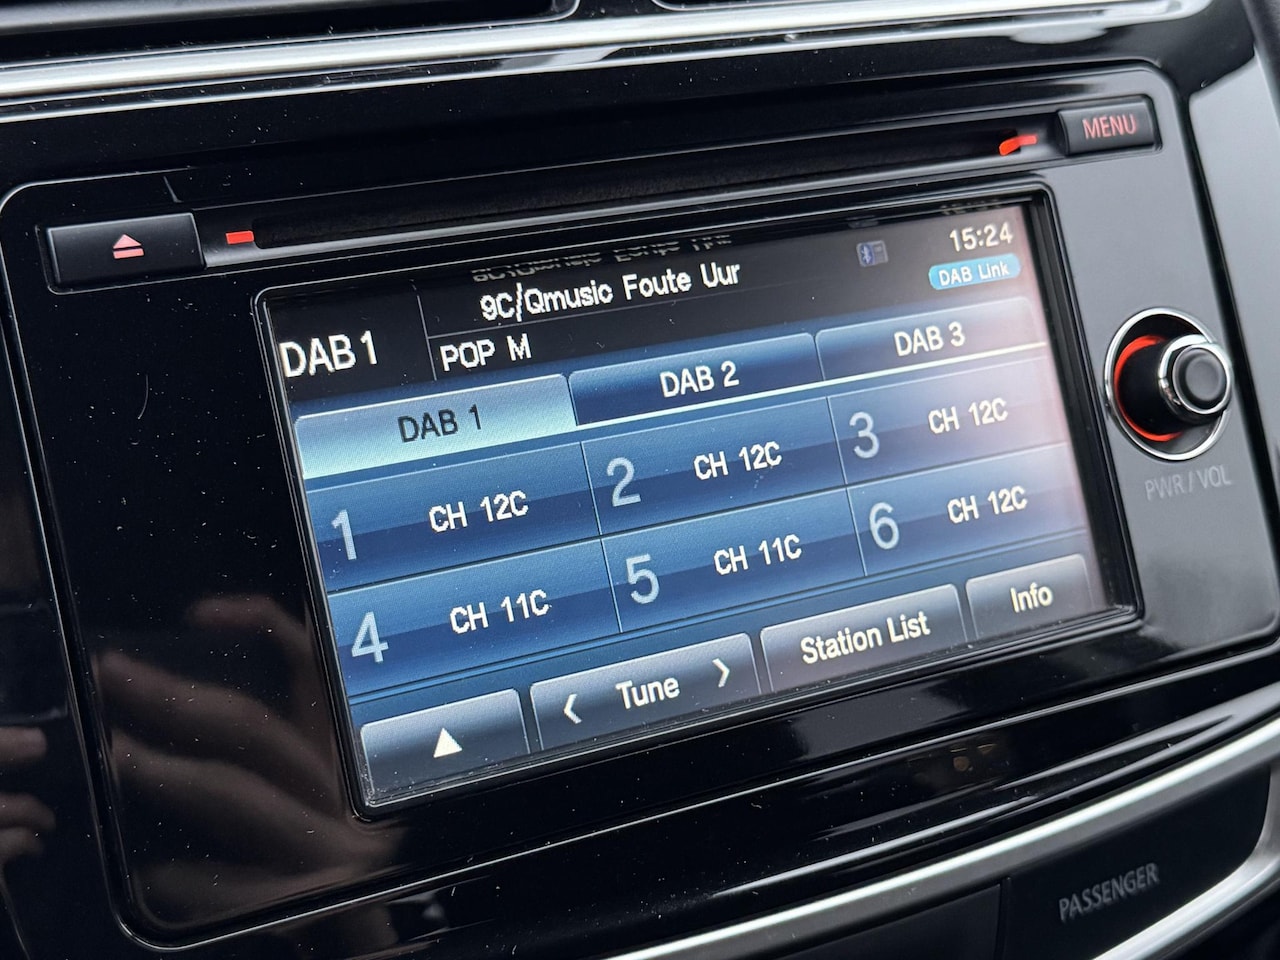 MENU
15:24
9C/Qmusic Foute Uur
DAB Link
DAB1
POP M
DAB 1
DAB 2
DAB 3
1 CH 12C
2 CH 12C
3 CH 12C
4 CH 11C
5 CH 11C
6 CH 12C
< Tune >
Station List
Info
PWR / VOL
PASSENGER